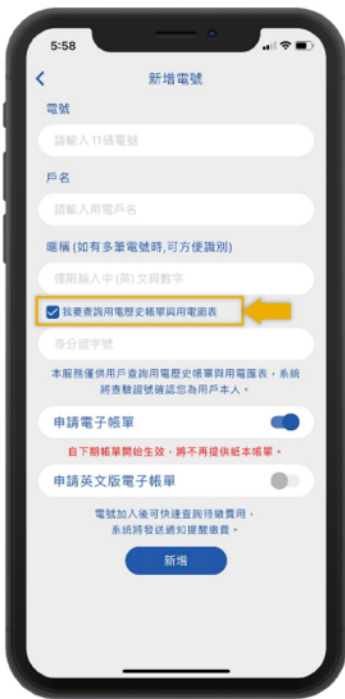 5:58
新增電號
電號
請輸入11碼電號
戶名
請輸入用電戶名
暱稱(如有多筆電號時,可方便識別)
僅限輸入中(英)文與數字
我要查詢用電歷史帳單與用電圖表
身分證字號
本服務僅供用戶查詢用電歷史帳單與用電圖表，系統
將查驗證號確認您為用戶本人。
申請電子帳單
自下期帳單開始生效，將不再提供紙本帳單。
申請英文版電子帳單
電號加入後可快速查詢待繳費用，
系統將發送通知提醒繳費。
新增